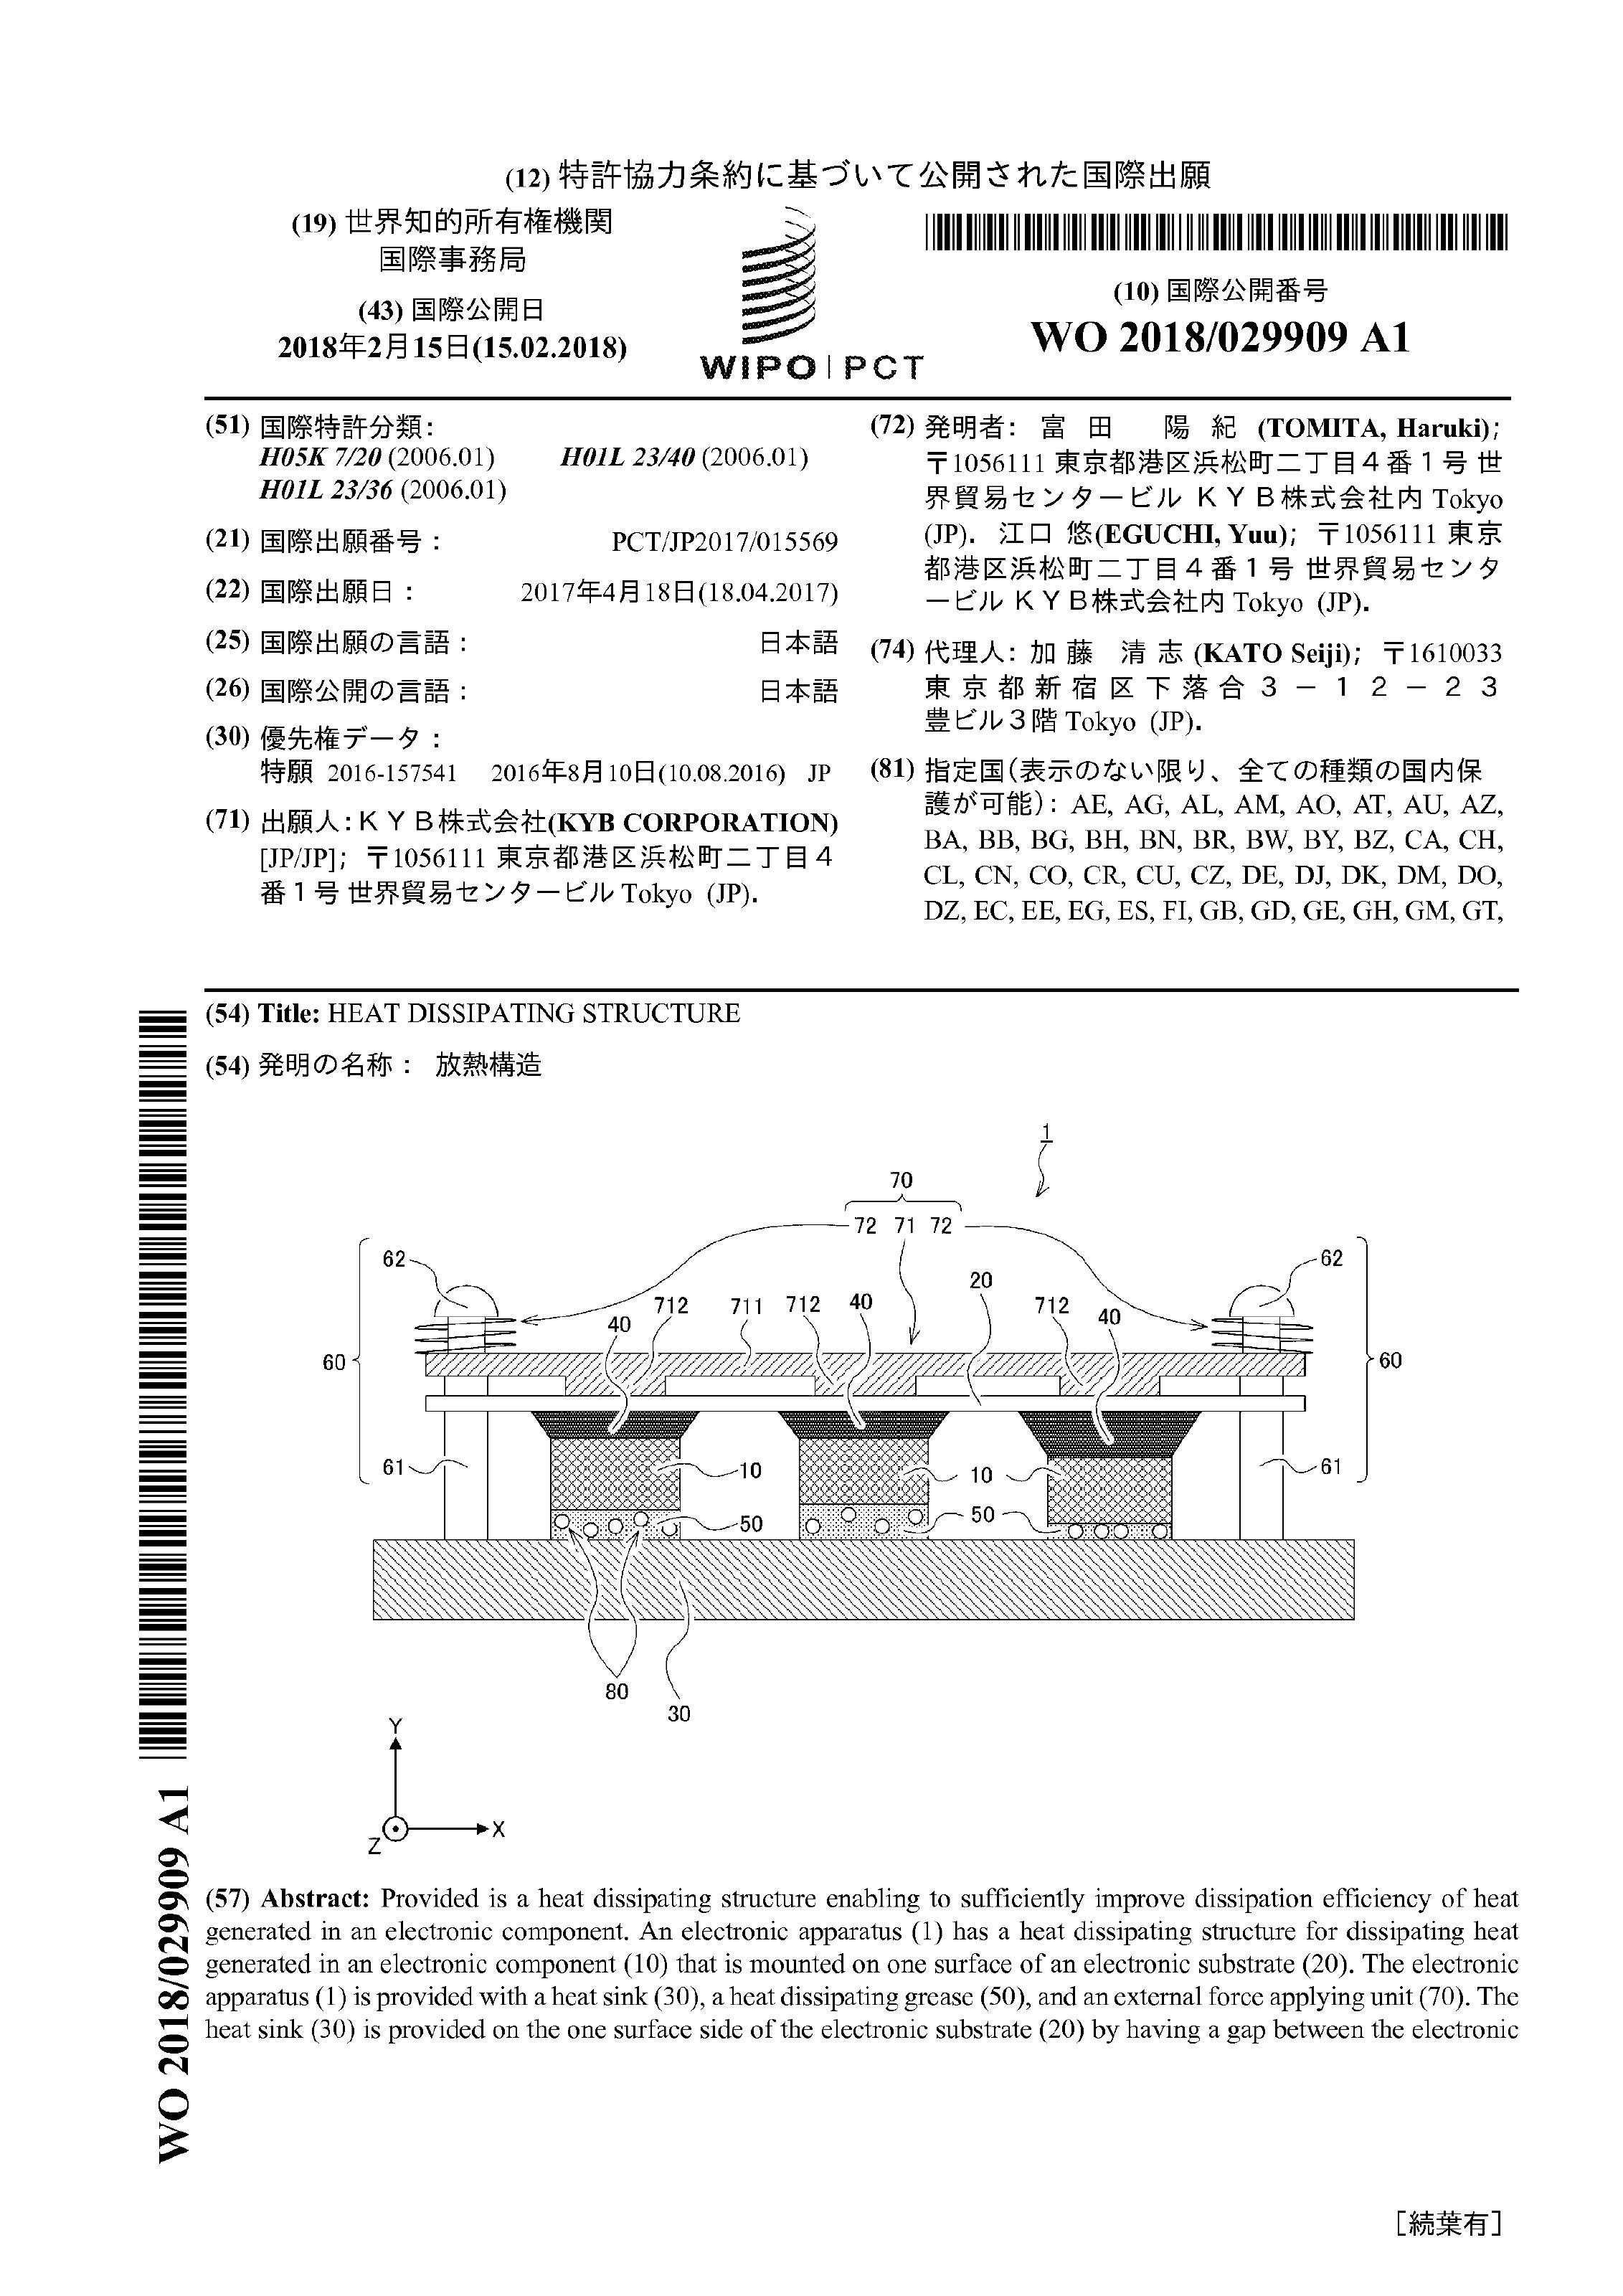 (12) 特許協力条約に基づいて公開された国際出願
(19) 世界知的所有権機関
国際事務局
(43) 国際公開日
2018年2月15日(15.02.2018)
WIPO | PCT
(10) 国際公開番号
WO 2018/029909 A1
(51) 国際特許分類:
H05K 7/20 (2006.01) H01L 23/40 (2006.01)
H01L 23/36 (2006.01)
(21) 国際出願番号: PCT/JP2017/015569
(22) 国際出願日: 2017年4月18日(18.04.2017)
(25) 国際出願の言語: 日本語
(26) 国際公開の言語: 日本語
(30) 優先権データ:
特願 2016-157541 2016年8月10日(10.08.2016) JP
(71) 出願人:KYB株式会社(KYB CORPORATION)
[JP/JP]; 〒1056111 東京都港区浜松町二丁目4
番1号 世界貿易センタービル Tokyo (JP).
(72) 発明者: 富田 陽紀 (TOMITA, Haruki);
〒1056111 東京都港区浜松町二丁目4番1号 世
界貿易センタービル KYB株式会社内 Tokyo
(JP). 江口 悠(EGUCHI, Yuu); 〒1056111 東京
都港区浜松町二丁目4番1号 世界貿易センタ
ービル KYB株式会社内 Tokyo (JP).
(74) 代理人: 加藤 清志 (KATO Seiji); 〒1610033
東京都新宿区下落合3-12-23
豊ビル3階 Tokyo (JP).
(81) 指定国(表示のない限り、全ての種類の国内保
護が可能): AE, AG, AL, AM, AO, AT, AU, AZ,
BA, BB, BG, BH, BN, BR, BW, BY, BZ, CA, CH,
CL, CN, CO, CR, CU, CZ, DE, DJ, DK, DM, DO,
DZ, EC, EE, EG, ES, FI, GB, GD, GE, GH, GM, GT,
(54) Title: HEAT DISSIPATING STRUCTURE
(54) 発明の名称: 放熱構造
1
70
72 71 72
62 20 62
40 712 711 712 40 712 40
60 60
61 10 10 61
50 50
80
30
Y
Z X
(57) Abstract: Provided is a heat dissipating structure enabling to sufficiently improve dissipation efficiency of heat
generated in an electronic component. An electronic apparatus (1) has a heat dissipating structure for dissipating heat
generated in an electronic component (10) that is mounted on one surface of an electronic substrate (20). The electronic
apparatus (1) is provided with a heat sink (30), a heat dissipating grease (50), and an external force applying unit (70). The
heat sink (30) is provided on the one surface side of the electronic substrate (20) by having a gap between the electronic
WO 2018/029909 A1
[続葉有]